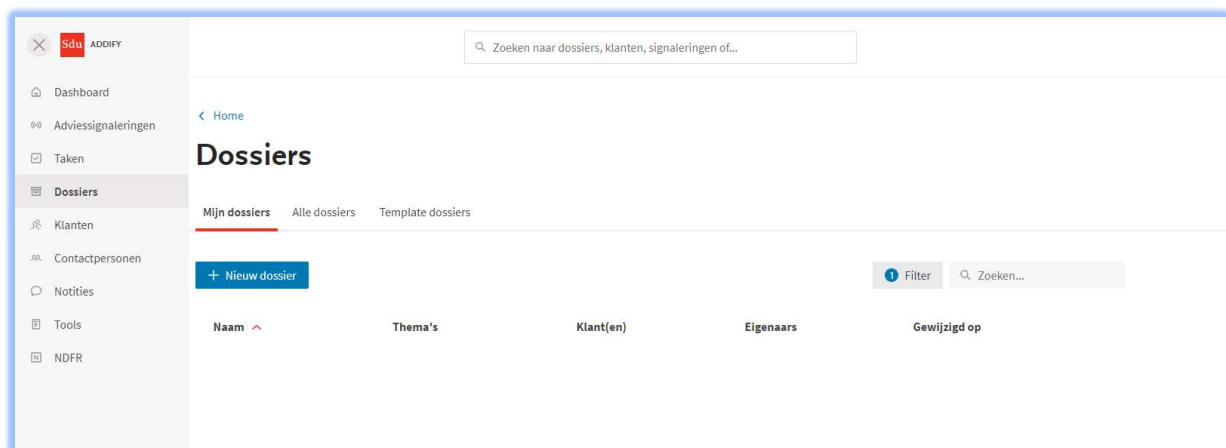 Sdu ADDIFY
Zoeken naar dossiers, klanten, signaleringen of...
Dashboard
Adviessignaleringen
Taken
Dossiers
Klanten
Contactpersonen
Notities
Tools
N NDFR
Home
Dossiers
Mijn dossiers Alle dossiers Template dossiers
+ Nieuw dossier
1 Filter Zoeken...
Naam Thema's Klant(en) Eigenaars Gewijzigd op